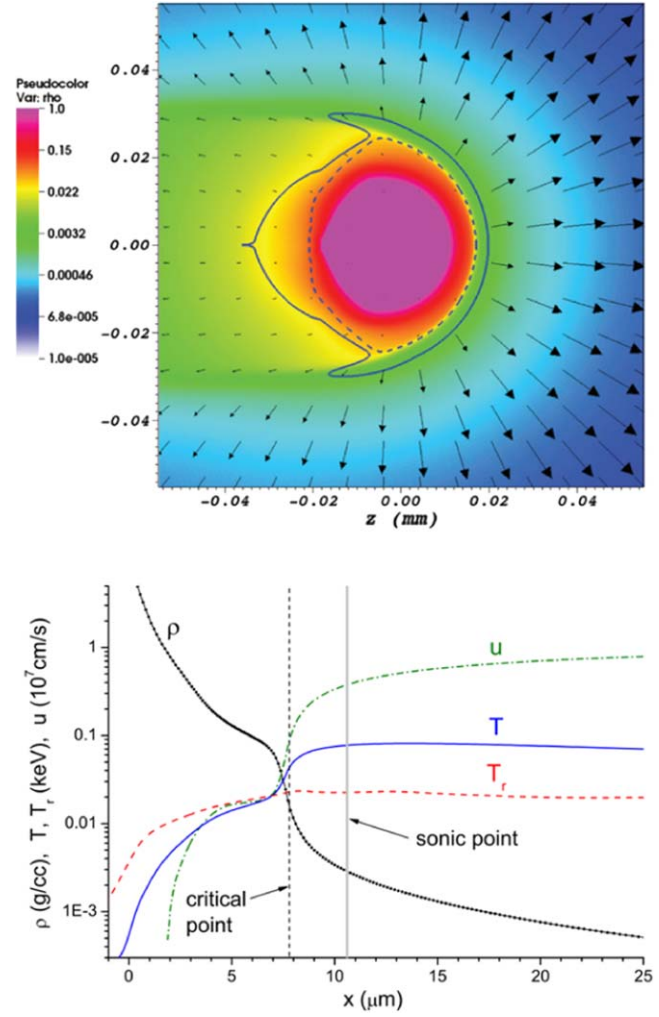 Pseudocolor
Var: rho
1.0
0.15
0.022
0.0032
0.00046
6.8e-005
1.0e-005
0.04
0.02
0.00
-0.02
-0.04
-0.04 -0.02 0.00 0.02 0.04
z (mm)
ρ (g/cc), T, Tr (keV), u (10^7 cm/s)
1
0.1
0.01
1E-3
ρ
u
T
Tr
sonic point
critical
point
0 5 10 15 20 25
x (μm)